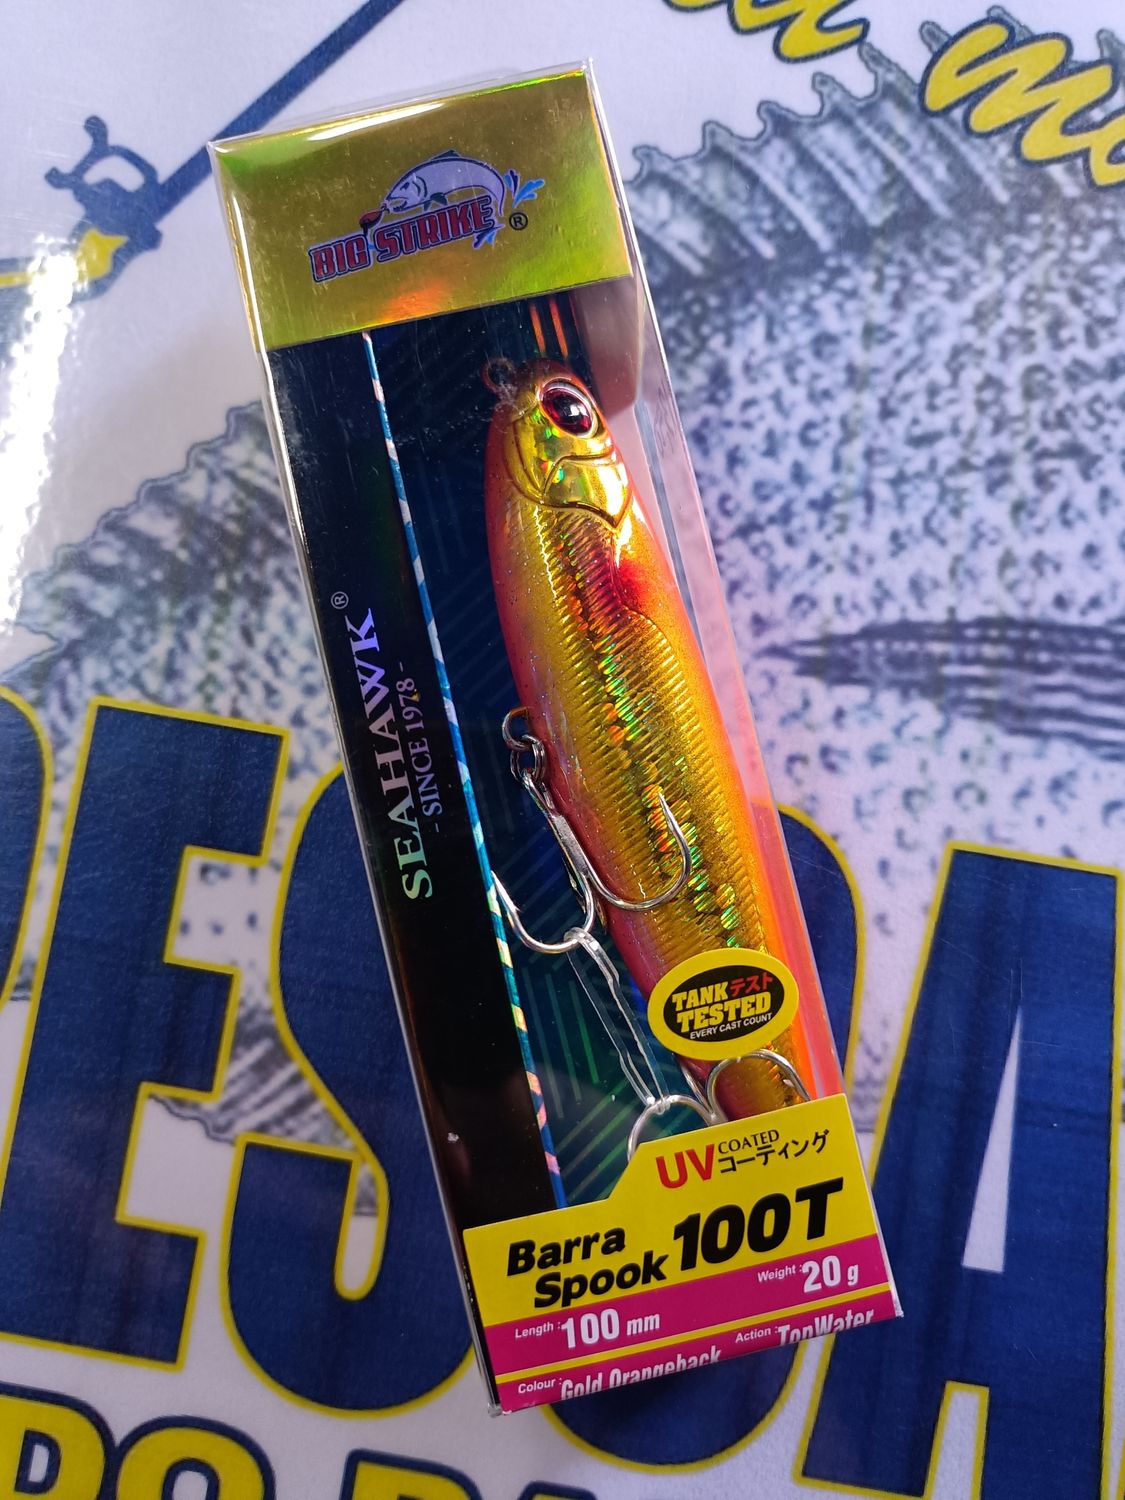 BIG STRIKE ®
SEAHAWK ®
- SINCE 1978 -
TANK テスト
TESTED
EVERY CAST COUNT
UV COATED
コーティング
Barra
Spook 100T
Weight : 20 g
Length : 100 mm
Action : TopWater
Colour : Gold Orangeback